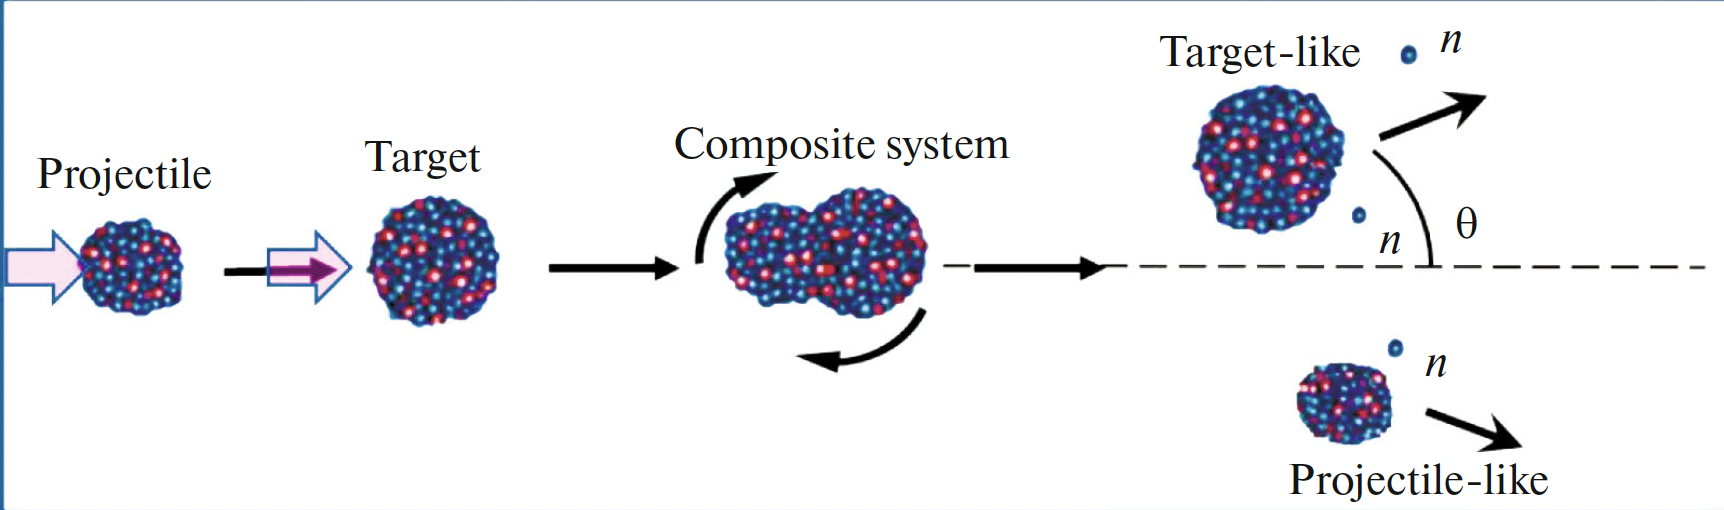 Projectile
Target
Composite system
Target-like
n
n
θ
n
Projectile-like